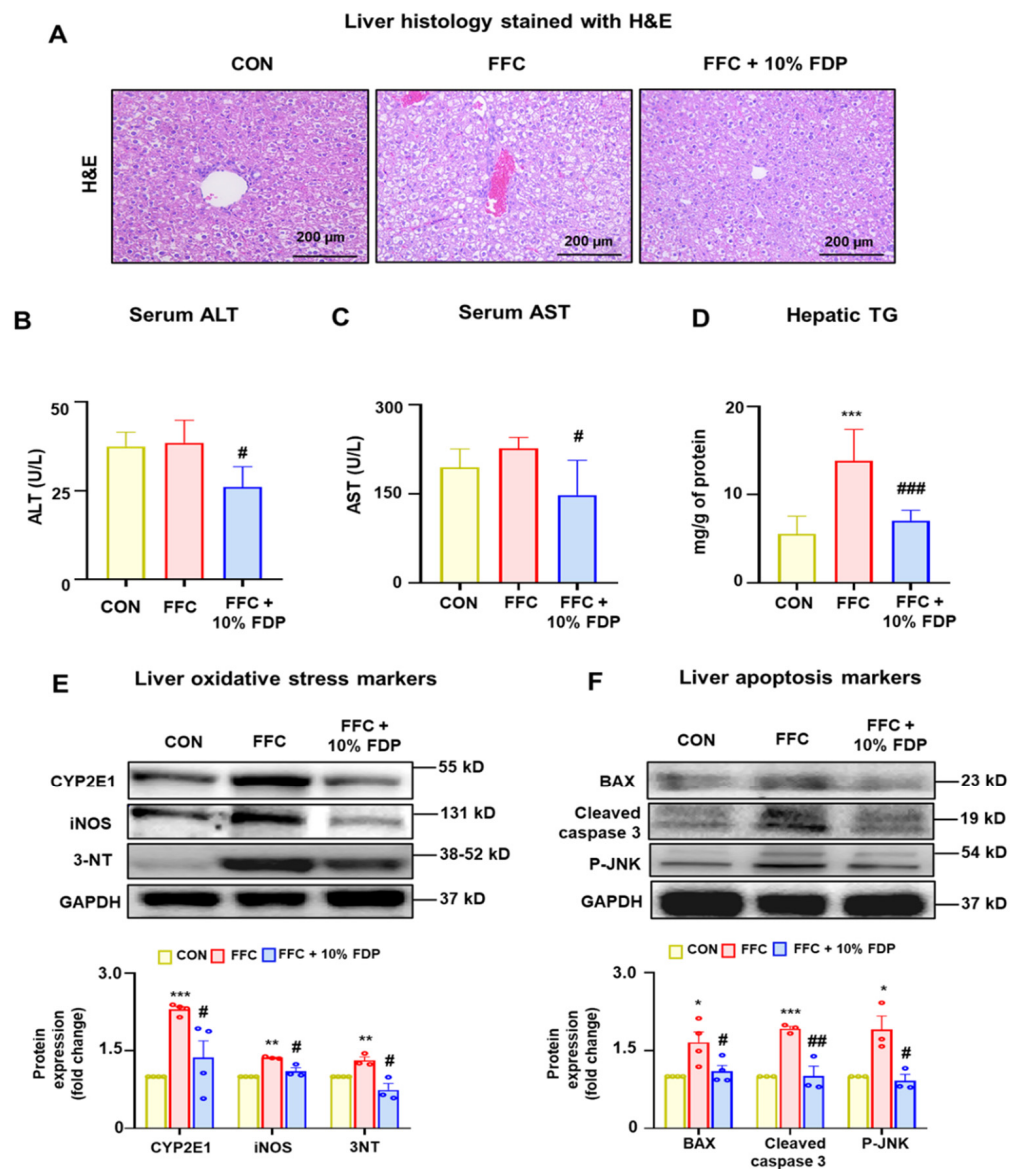 A
Liver histology stained with H&E
CON
FFC
FFC + 10% FDP
H&E
200 µm
200 µm
200 µm
B
Serum ALT
ALT (U/L)
50
25
0
CON
FFC
FFC +
10% FDP
#
C
Serum AST
AST (U/L)
300
150
0
CON
FFC
FFC +
10% FDP
#
D
Hepatic TG
mg/g of protein
20
10
0
CON
FFC
FFC +
10% FDP
***
###
E
Liver oxidative stress markers
CON
FFC
FFC +
10% FDP
CYP2E1
55 kD
iNOS
131 kD
3-NT
38-52 kD
GAPDH
37 kD
CON
FFC
FFC + 10% FDP
Protein
expression
(fold change)
3.0
1.5
0
***
#
**
#
**
#
CYP2E1
iNOS
3NT
F
Liver apoptosis markers
CON
FFC
FFC +
10% FDP
BAX
23 kD
Cleaved
caspase 3
19 kD
P-JNK
54 kD
GAPDH
37 kD
CON
FFC
FFC + 10% FDP
Protein
expression
(fold change)
3.0
1.5
0
*
#
***
##
*
#
BAX
Cleaved
caspase 3
P-JNK